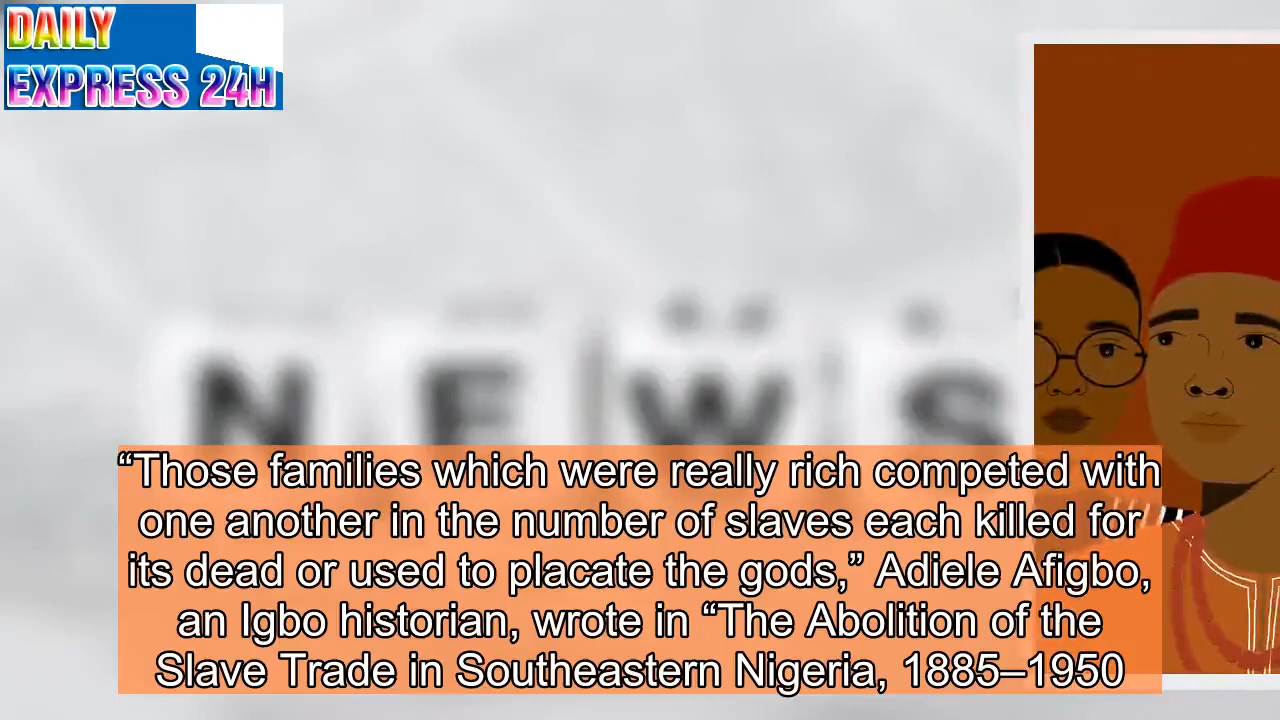 DAILY
EXPRESS 24H
NEWS
“Those families which were really rich competed with
one another in the number of slaves each killed for
its dead or used to placate the gods,” Adiele Afigbo,
an Igbo historian, wrote in “The Abolition of the
Slave Trade in Southeastern Nigeria, 1885–1950